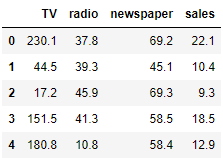 TV radio newspaper sales
0 230.1 37.8 69.2 22.1
1 44.5 39.3 45.1 10.4
2 17.2 45.9 69.3 9.3
3 151.5 41.3 58.5 18.5
4 180.8 10.8 58.4 12.9